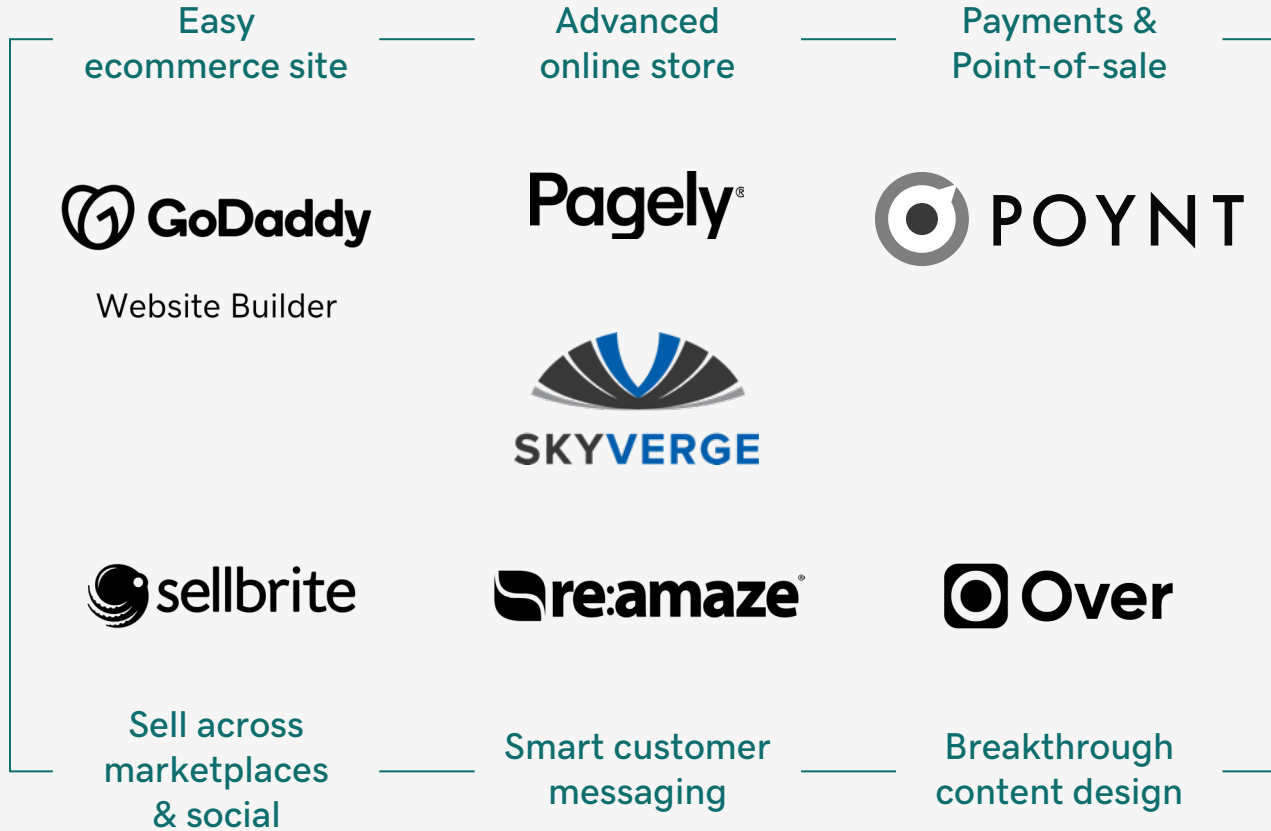 Easy
ecommerce site
Advanced
online store
Payments &
Point-of-sale
GoDaddy
Website Builder
Pagely®
POYNT
SKYVERGE
sellbrite
re:amaze®
Over
Sell across
marketplaces
& social
Smart customer
messaging
Breakthrough
content design